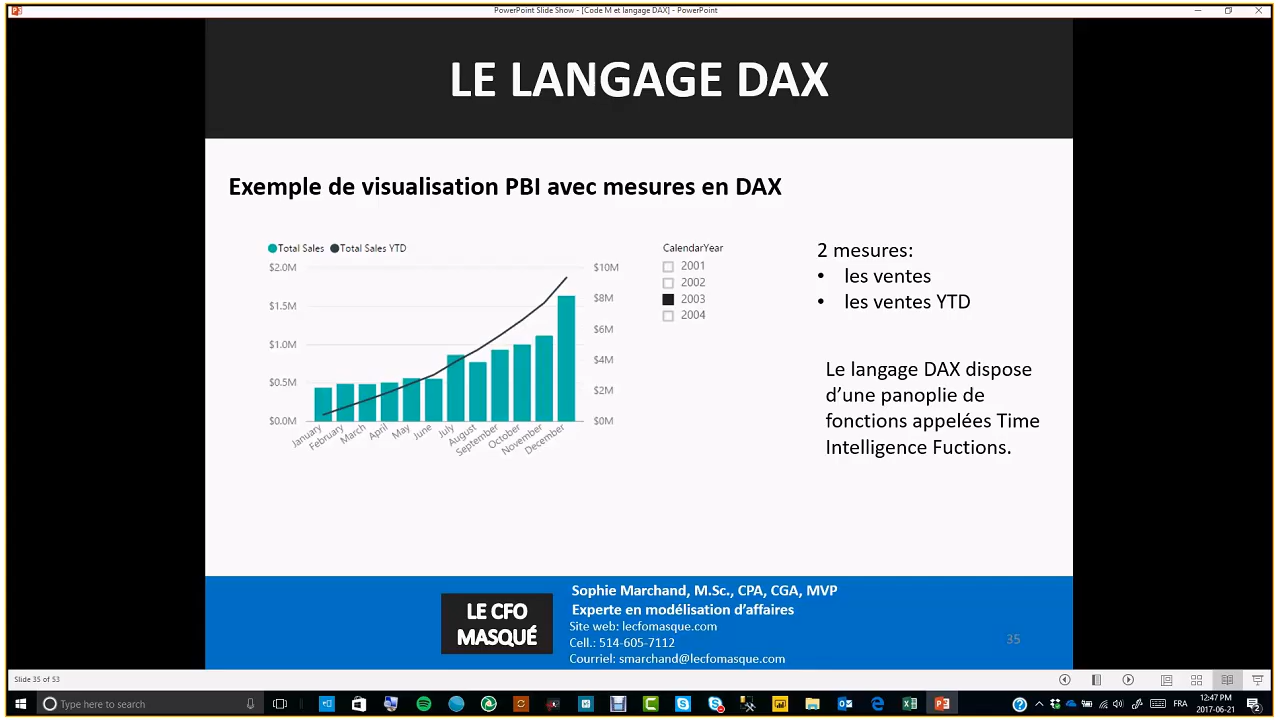 PowerPoint Slide Show - [Code M et langage DAX] - PowerPoint
LE LANGAGE DAX
Exemple de visualisation PBI avec mesures en DAX
Total Sales Total Sales YTD
$2.0M
$1.5M
$1.0M
$0.5M
$0.0M
$10M
$8M
$6M
$4M
$2M
$0M
January
February
March
April
May
June
July
August
September
October
November
December
CalendarYear
2001
2002
2003
2004
2 mesures:
• les ventes
• les ventes YTD
Le langage DAX dispose
d’une panoplie de
fonctions appelées Time
Intelligence Fuctions.
LE CFO
MASQUÉ
Sophie Marchand, M.Sc., CPA, CGA, MVP
Experte en modélisation d’affaires
Site web: lecfomasque.com
Cell.: 514-605-7112
Courriel: smarchand@lecfomasque.com
35
Slide 35 of 53
Type here to search
FRA
12:47 PM
2017-06-21